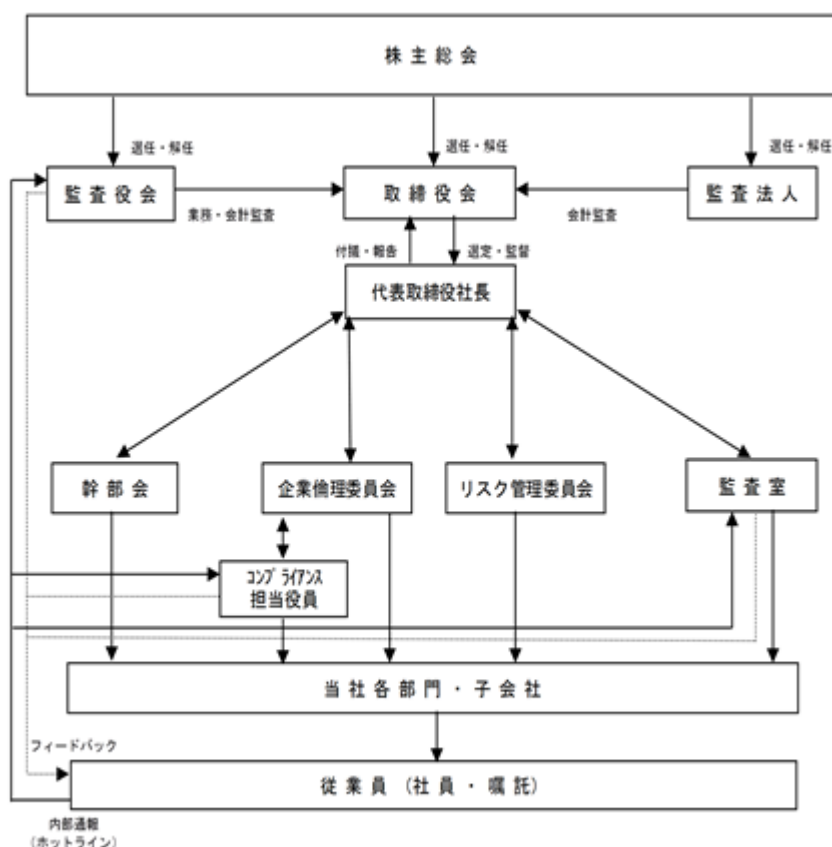 株主総会
選任・解任
選任・解任
選任・解任
監査役会
取締役会
監査法人
業務・会計監査
会計監査
付議・報告
選定・監督
代表取締役社長
幹部会
企業倫理委員会
リスク管理委員会
監査室
コンプライアンス
担当役員
当社各部門・子会社
フィードバック
従業員（社員・嘱託）
内部通報
（ホットライン）